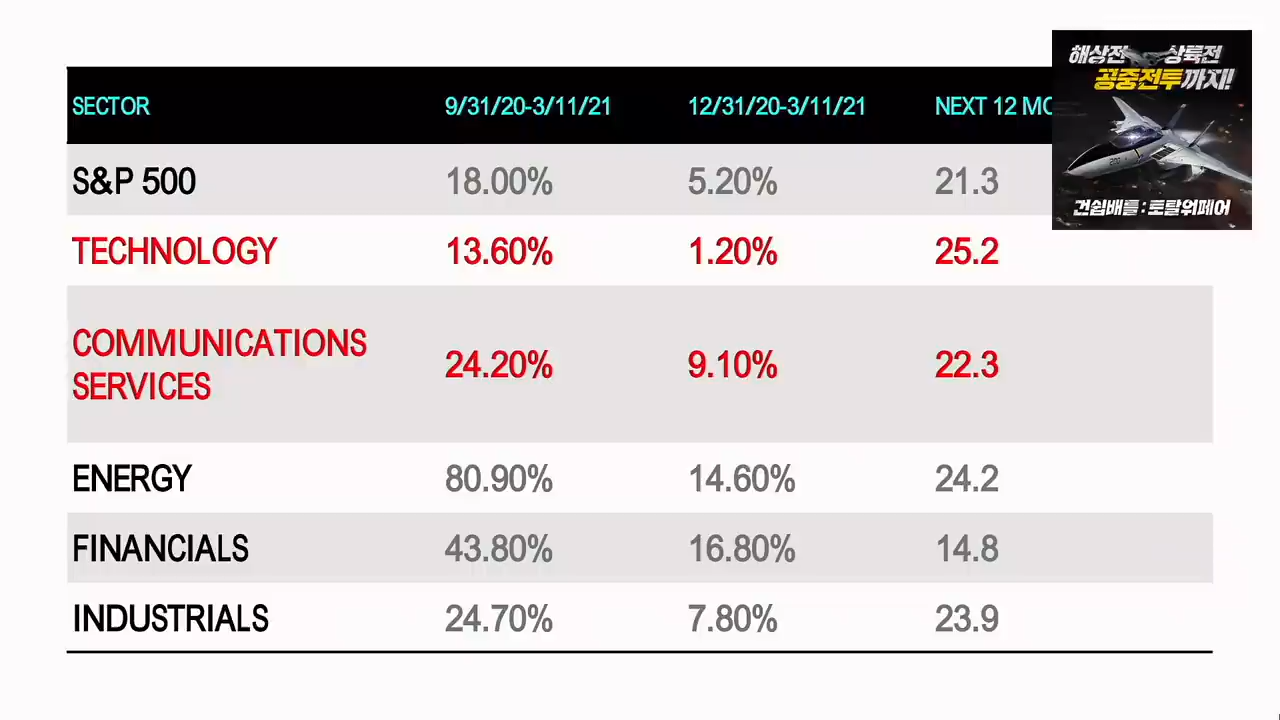 SECTOR 9/31/20-3/11/21 12/31/20-3/11/21 NEXT 12
S&P 500 18.00% 5.20% 21.3
TECHNOLOGY 13.60% 1.20% 25.2
COMMUNICATIONS
SERVICES 24.20% 9.10% 22.3
ENERGY 80.90% 14.60% 24.2
FINANCIALS 43.80% 16.80% 14.8
INDUSTRIALS 24.70% 7.80% 23.9
해상전 상륙전
공중전투까지!
건쉽배틀:토탈워페어